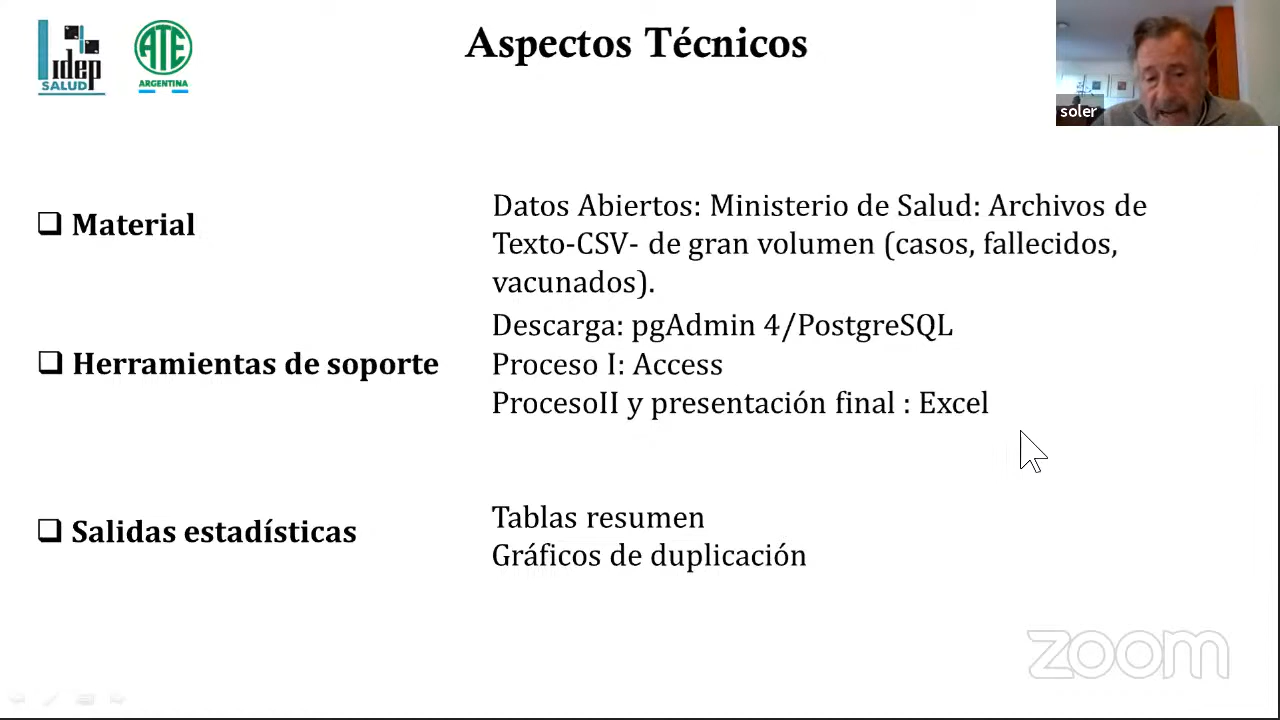 Aspectos Técnicos
idep
SALUD
ATE
ARGENTINA
soler
Material
Datos Abiertos: Ministerio de Salud: Archivos de
Texto-CSV- de gran volumen (casos, fallecidos,
vacunados).
Herramientas de soporte
Descarga: pgAdmin 4/PostgreSQL
Proceso I: Access
ProcesoII y presentación final : Excel
Salidas estadísticas
Tablas resumen
Gráficos de duplicación
zoom